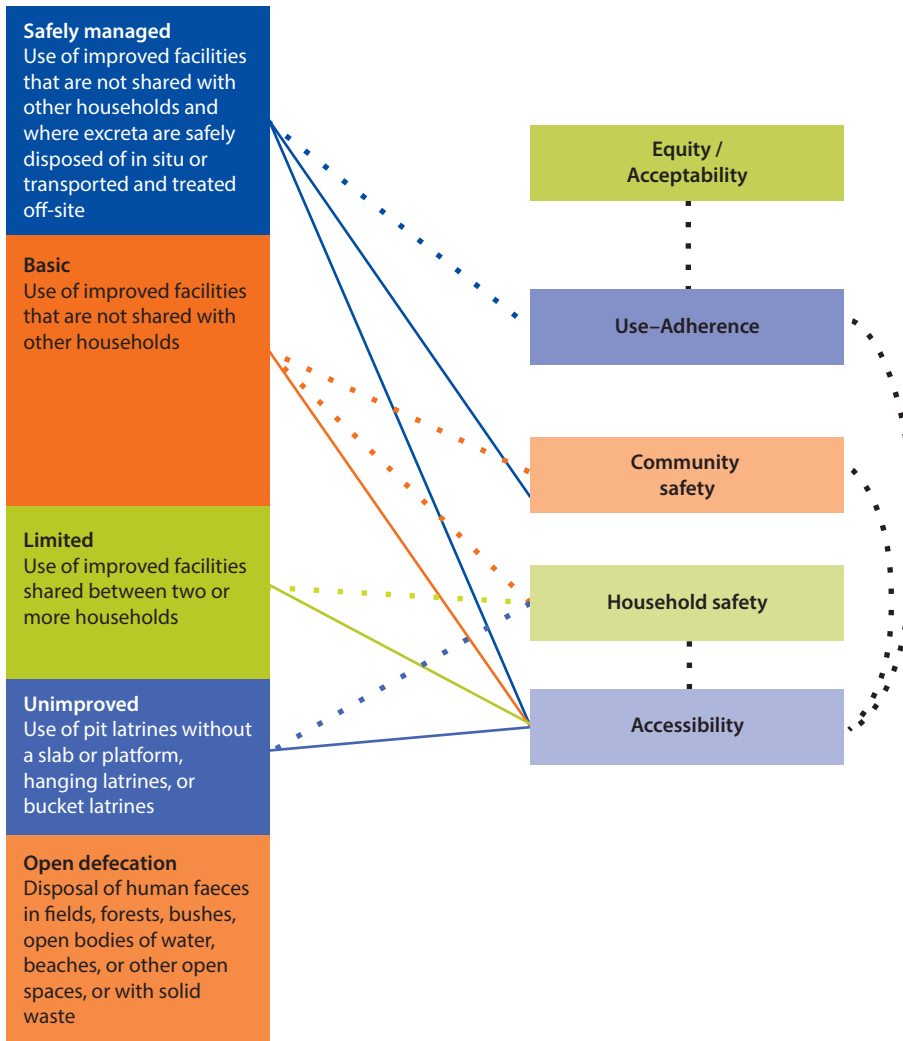 Safely managed
Use of improved facilities
that are not shared with
other households and
where excreta are safely
disposed of in situ or
transported and treated
off-site
Basic
Use of improved facilities
that are not shared with
other households
Limited
Use of improved facilities
shared between two or
more households
Unimproved
Use of pit latrines without
a slab or platform,
hanging latrines, or
bucket latrines
Open defecation
Disposal of human faeces
in fields, forests, bushes,
open bodies of water,
beaches, or other open
spaces, or with solid
waste
Equity /
Acceptability
Use–Adherence
Community
safety
Household safety
Accessibility